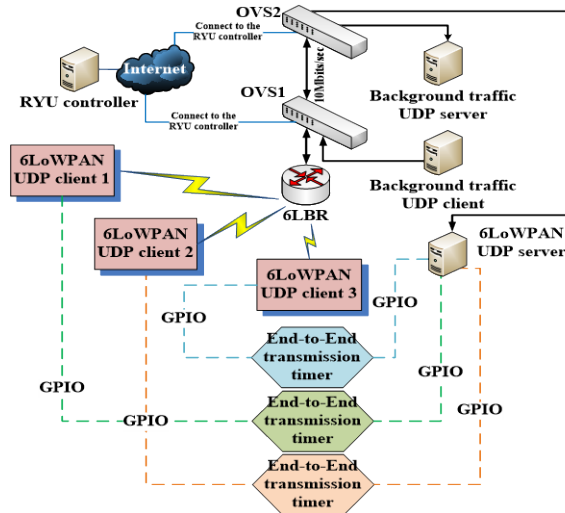 OVS2
Connect to the
RYU controller
Internet
10Mbits/sec
RYU controller
Background traffic
UDP server
OVS1
Connect to the
RYU controller
6LoWPAN
UDP client 1
Background traffic
UDP client
6LBR
6LoWPAN
UDP client 2
6LoWPAN
UDP server
6LoWPAN
UDP client 3
GPIO
GPIO
End-to-End
transmission
timer
GPIO
GPIO
End-to-End
transmission
timer
GPIO
GPIO
End-to-End
transmission
timer